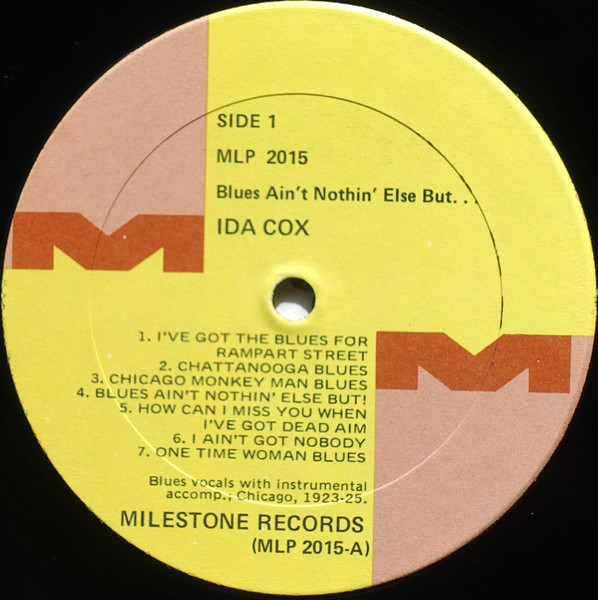 SIDE 1
MLP 2015
Blues Ain't Nothin' Else But. . .
IDA COX
1. I'VE GOT THE BLUES FOR
RAMPART STREET
2. CHATTANOOGA BLUES
3. CHICAGO MONKEY MAN BLUES
4. BLUES AIN'T NOTHIN' ELSE BUT!
5. HOW CAN I MISS YOU WHEN
I'VE GOT DEAD AIM
6. I AIN'T GOT NOBODY
7. ONE TIME WOMAN BLUES
Blues vocals with instrumental
accomp., Chicago, 1923-25.
MILESTONE RECORDS
(MLP 2015-A)